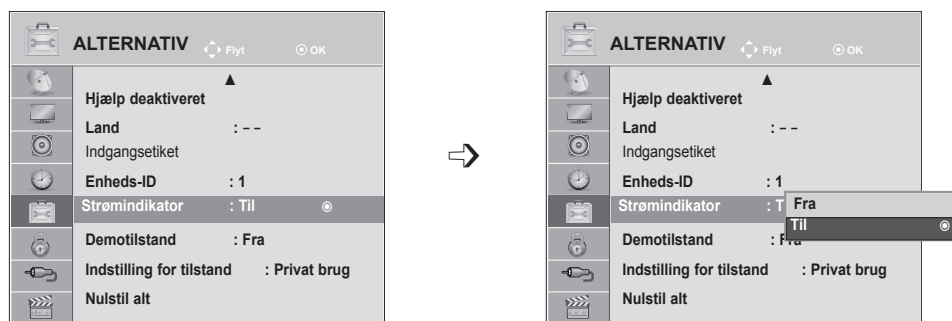 ALTERNATIV Flyt OK
Hjælp deaktiveret
Land : – –
Indgangsetiket
Enheds-ID : 1
Strømindikator : Til
Demotilstand : Fra
Indstilling for tilstand : Privat brug
Nulstil alt
ALTERNATIV Flyt OK
Hjælp deaktiveret
Land : – –
Indgangsetiket
Enheds-ID : 1
Strømindikator : T
Fra
Til
Demotilstand : Fra
Indstilling for tilstand : Privat brug
Nulstil alt